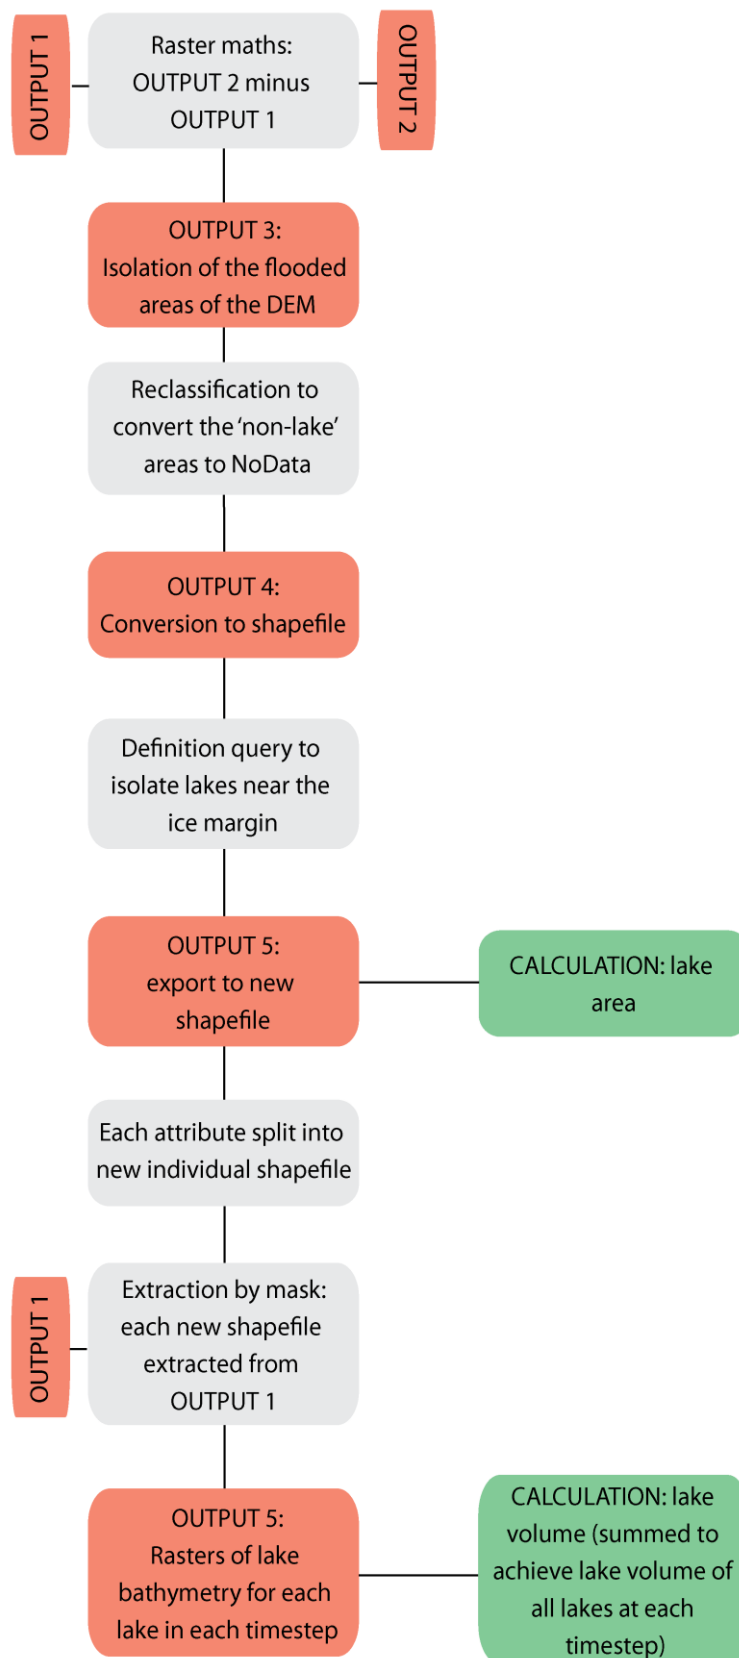 OUTPUT 1
Raster maths:
OUTPUT 2 minus
OUTPUT 1
OUTPUT 2
OUTPUT 3:
Isolation of the flooded
areas of the DEM
Reclassification to
convert the ‘non-lake’
areas to NoData
OUTPUT 4:
Conversion to shapefile
Definition query to
isolate lakes near the
ice margin
OUTPUT 5:
export to new
shapefile
CALCULATION: lake
area
Each attribute split into
new individual shapefile
OUTPUT 1
Extraction by mask:
each new shapefile
extracted from
OUTPUT 1
OUTPUT 5:
Rasters of lake
bathymetry for each
lake in each timestep
CALCULATION: lake
volume (summed to
achieve lake volume of
all lakes at each
timestep)